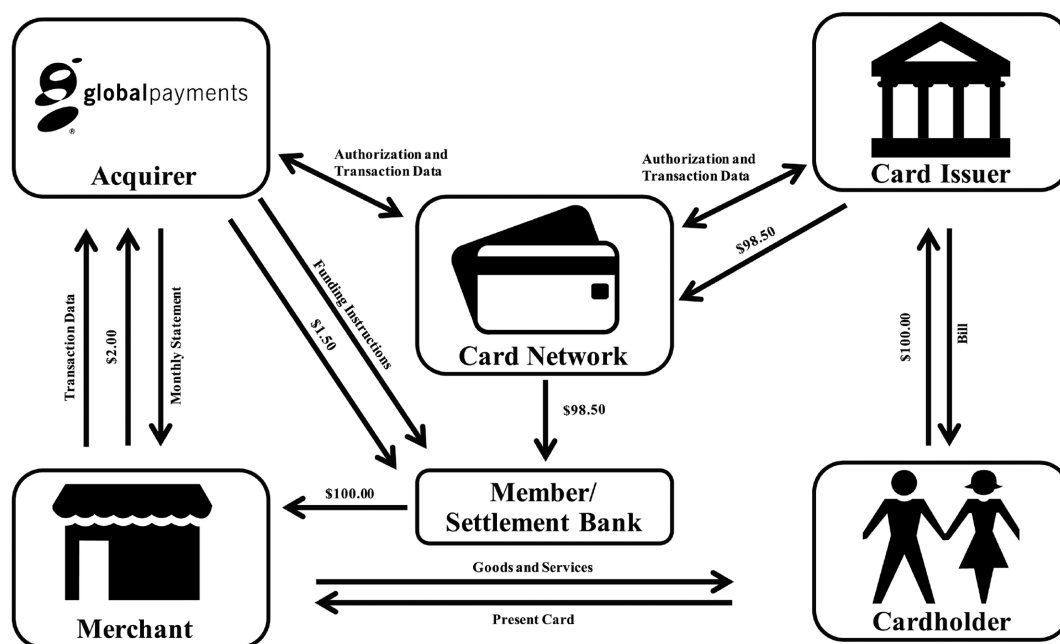 globalpayments
®
Acquirer
Card Issuer
Authorization and
Transaction Data
Authorization and
Transaction Data
$98.50
Card Network
Funding Instructions
$1.50
Transaction Data
$2.00
Monthly Statement
$100.00
Bill
$98.50
Member/
Settlement Bank
$100.00
Goods and Services
Present Card
Merchant
Cardholder